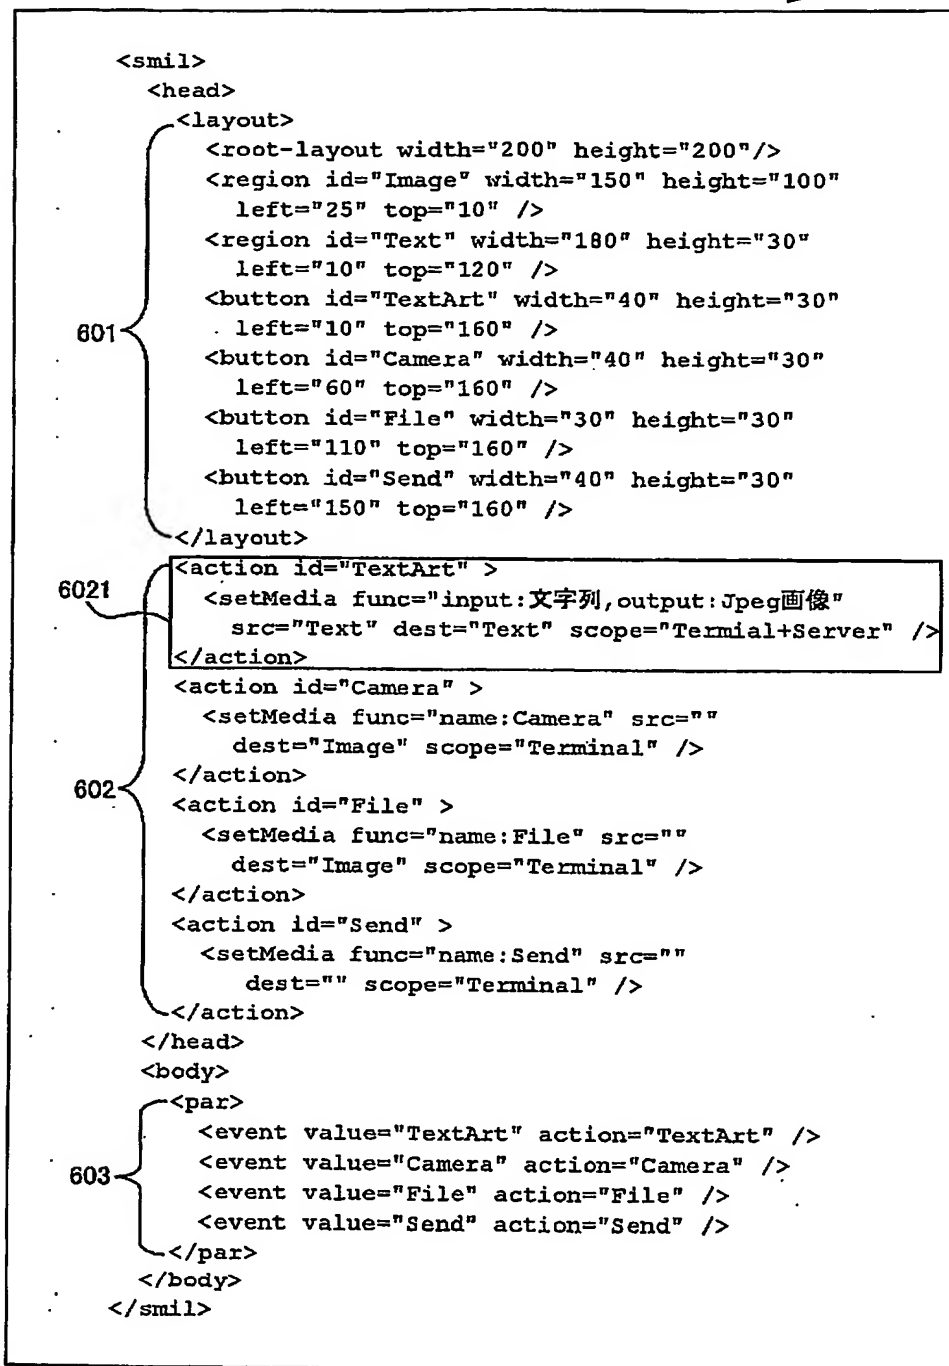 <smil>
<head>
<layout>
<root-layout width="200" height="200"/>
<region id="Image" width="150" height="100"
left="25" top="10" />
<region id="Text" width="180" height="30"
left="10" top="120" />
<button id="TextArt" width="40" height="30"
left="10" top="160" />
601
<button id="Camera" width="40" height="30"
left="60" top="160" />
<button id="File" width="30" height="30"
left="110" top="160" />
<button id="Send" width="40" height="30"
left="150" top="160" />
</layout>
<action id="TextArt" >
6021
<setMedia func="input:文字列,output:Jpeg画像"
src="Text" dest="Text" scope="Termial+Server" />
</action>
<action id="Camera" >
<setMedia func="name:Camera" src=""
dest="Image" scope="Terminal" />
</action>
602
<action id="File" >
<setMedia func="name:File" src=""
dest="Image" scope="Terminal" />
</action>
<action id="Send" >
<setMedia func="name:Send" src=""
dest="" scope="Terminal" />
</action>
</head>
<body>
<par>
<event value="TextArt" action="TextArt" />
<event value="Camera" action="Camera" />
603
<event value="File" action="File" />
<event value="Send" action="Send" />
</par>
</body>
</smil>